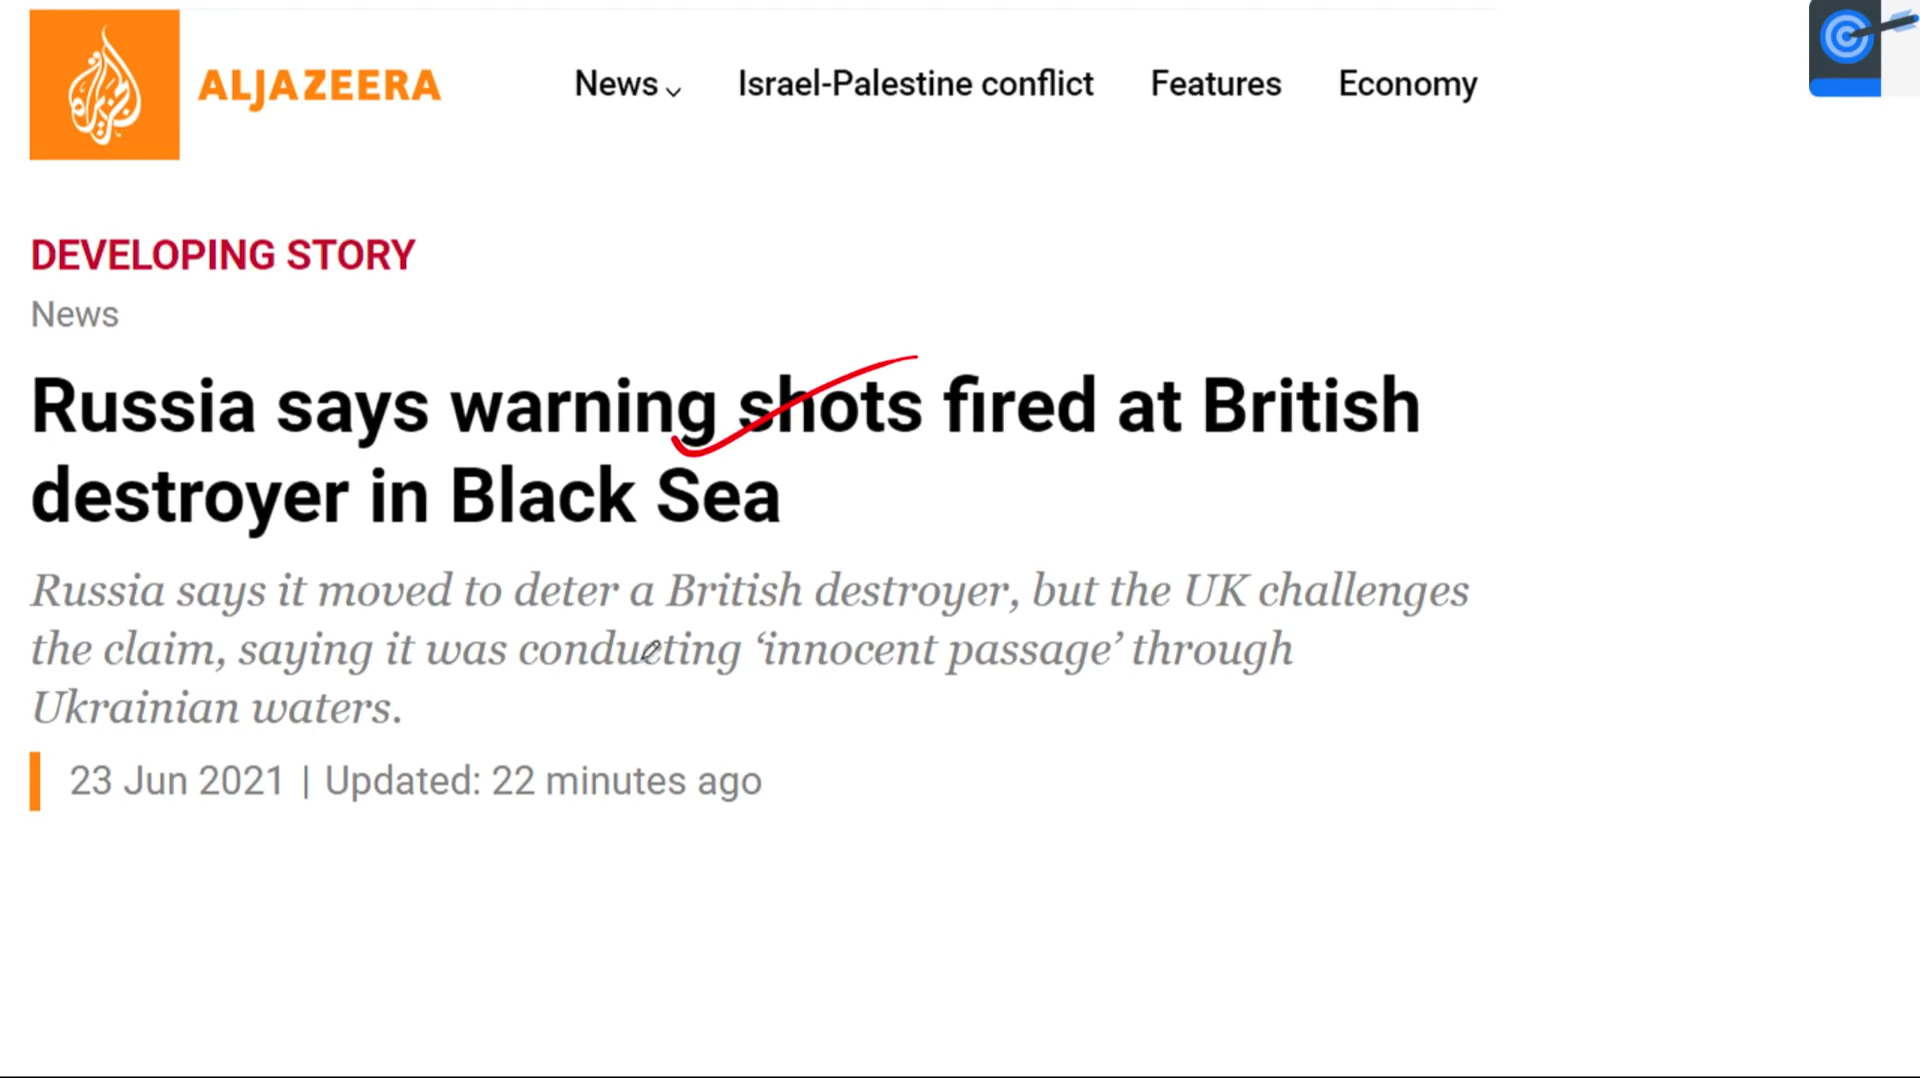 ALJAZEERA
News Israel-Palestine conflict Features Economy
DEVELOPING STORY
News
Russia says warning shots fired at British
destroyer in Black Sea
Russia says it moved to deter a British destroyer, but the UK challenges
the claim, saying it was conducting ‘innocent passage’ through
Ukrainian waters.
23 Jun 2021 | Updated: 22 minutes ago